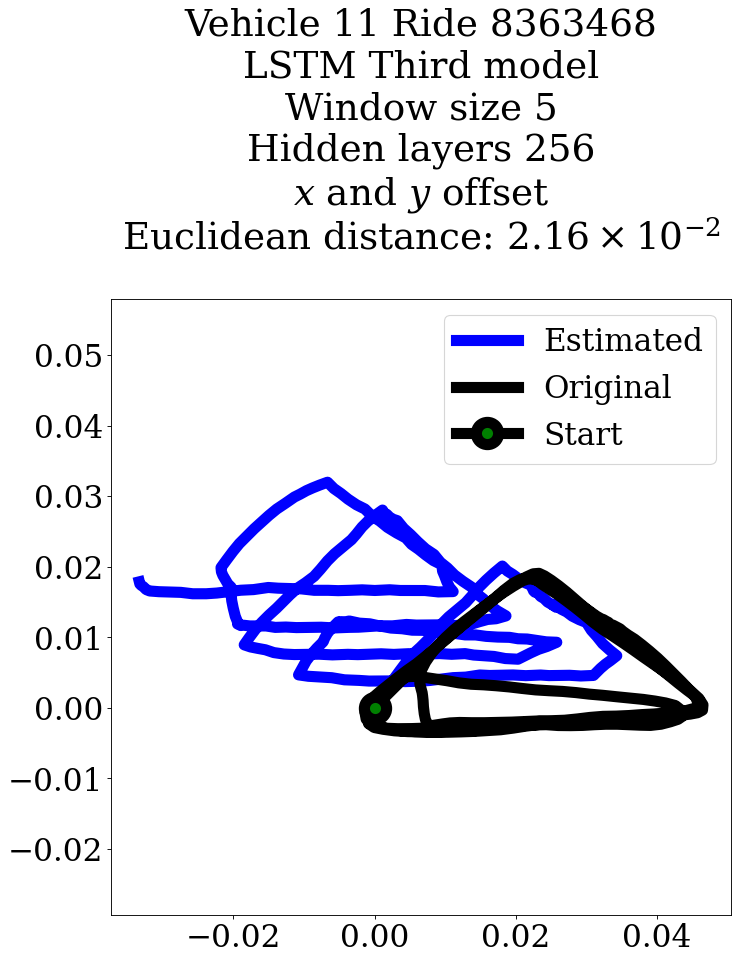 Vehicle 11 Ride 8363468
LSTM Third model
Window size 5
Hidden layers 256
x and y offset
Euclidean distance: 2.16 × 10⁻²
Estimated
Original
Start
0.05
0.04
0.03
0.02
0.01
0.00
−0.01
−0.02
−0.02 0.00 0.02 0.04